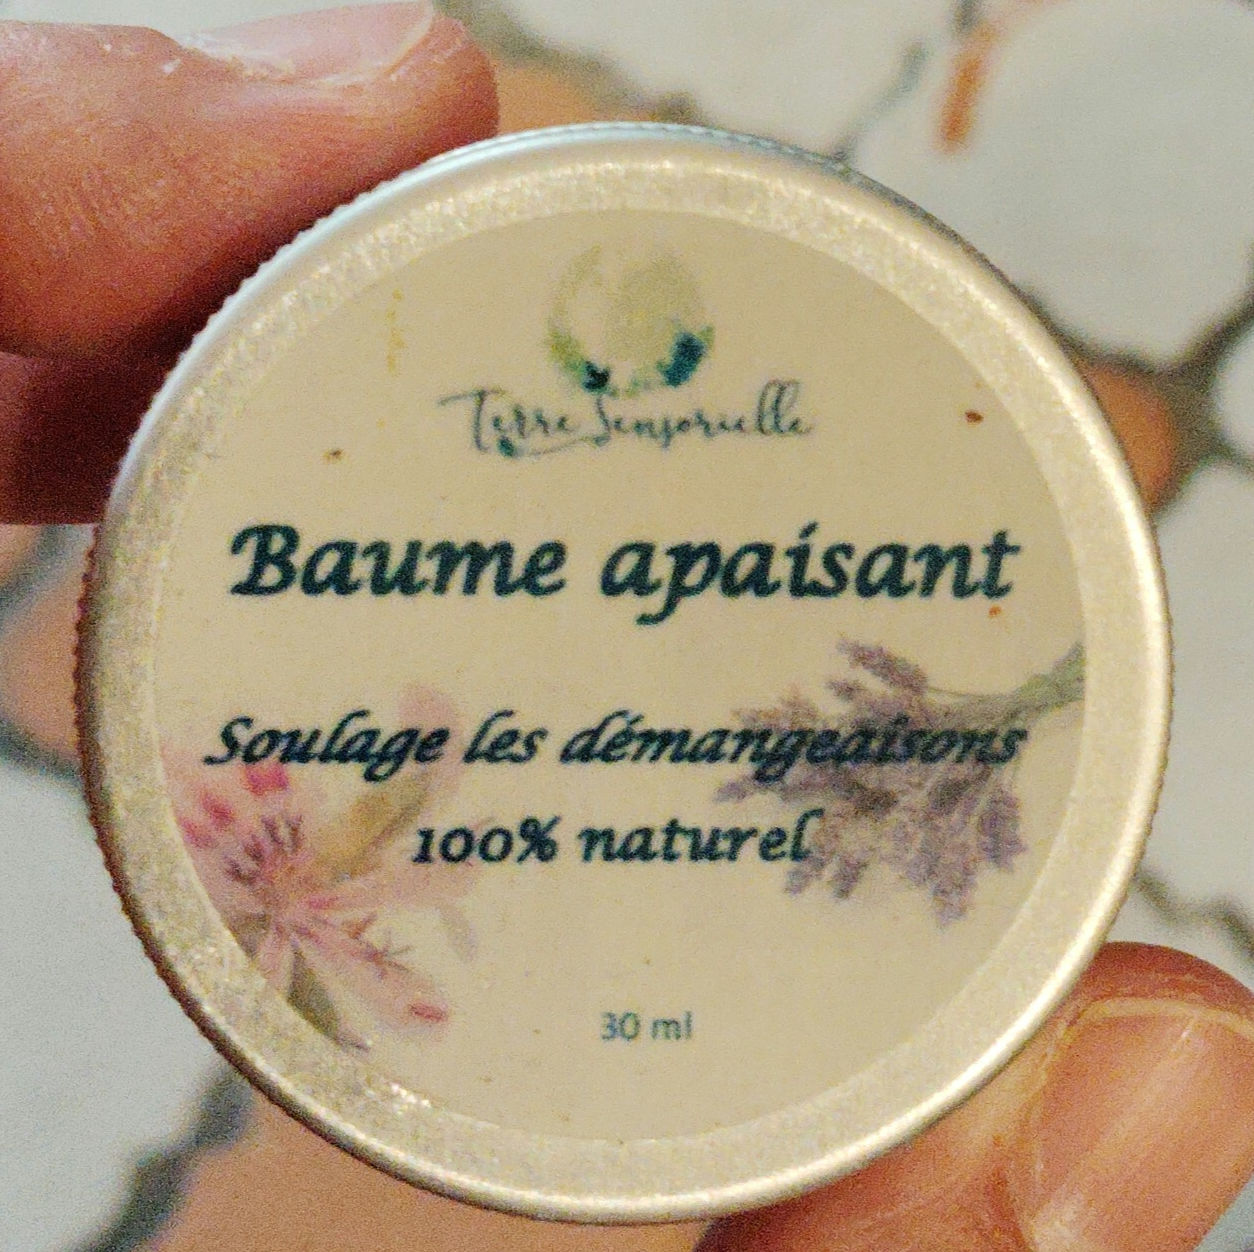 Terre Sensorielle
Baume apaisant
Soulage les démangeaisons
100% naturel
30 ml